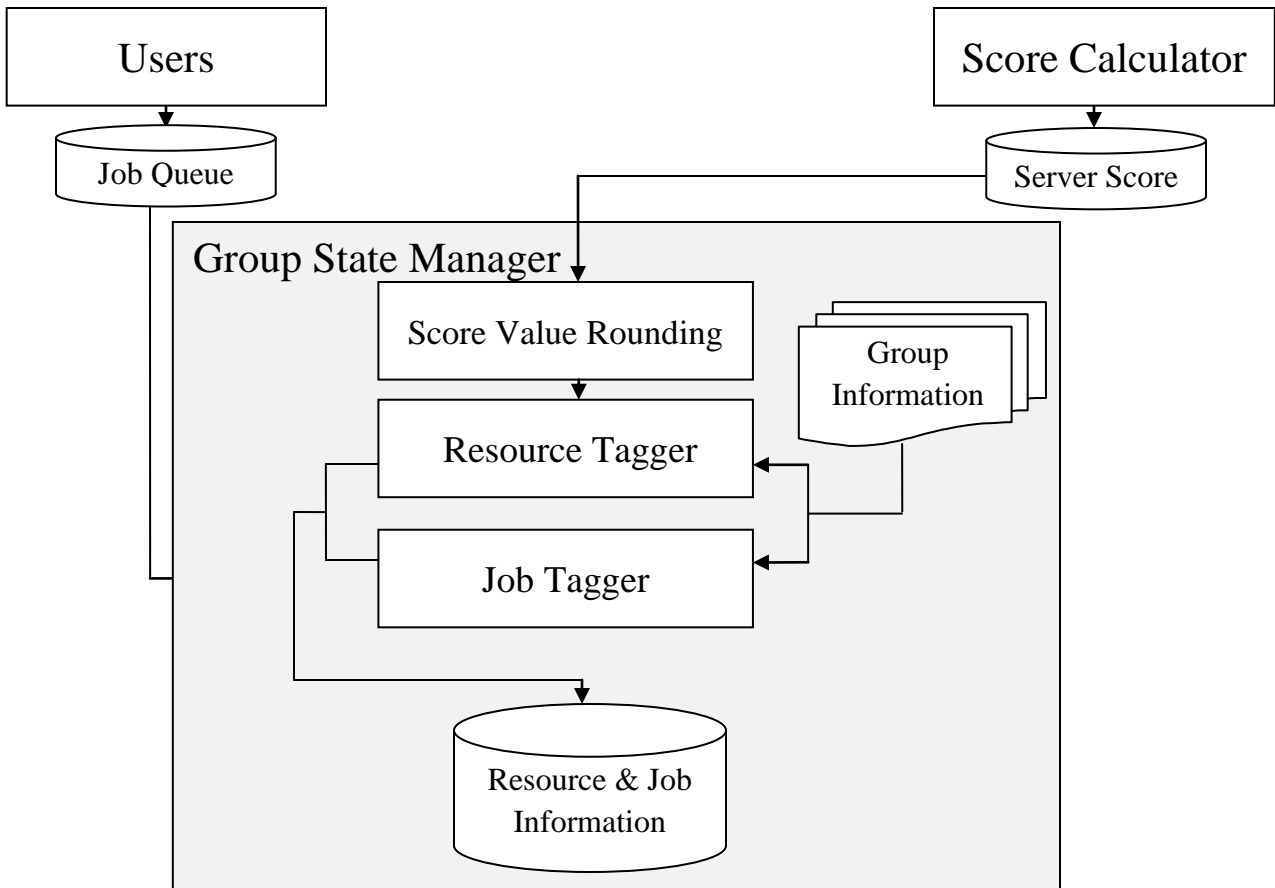 Users
Score Calculator
Job Queue
Server Score
Group State Manager
Score Value Rounding
Group
Information
Resource Tagger
Job Tagger
Resource & Job
Information